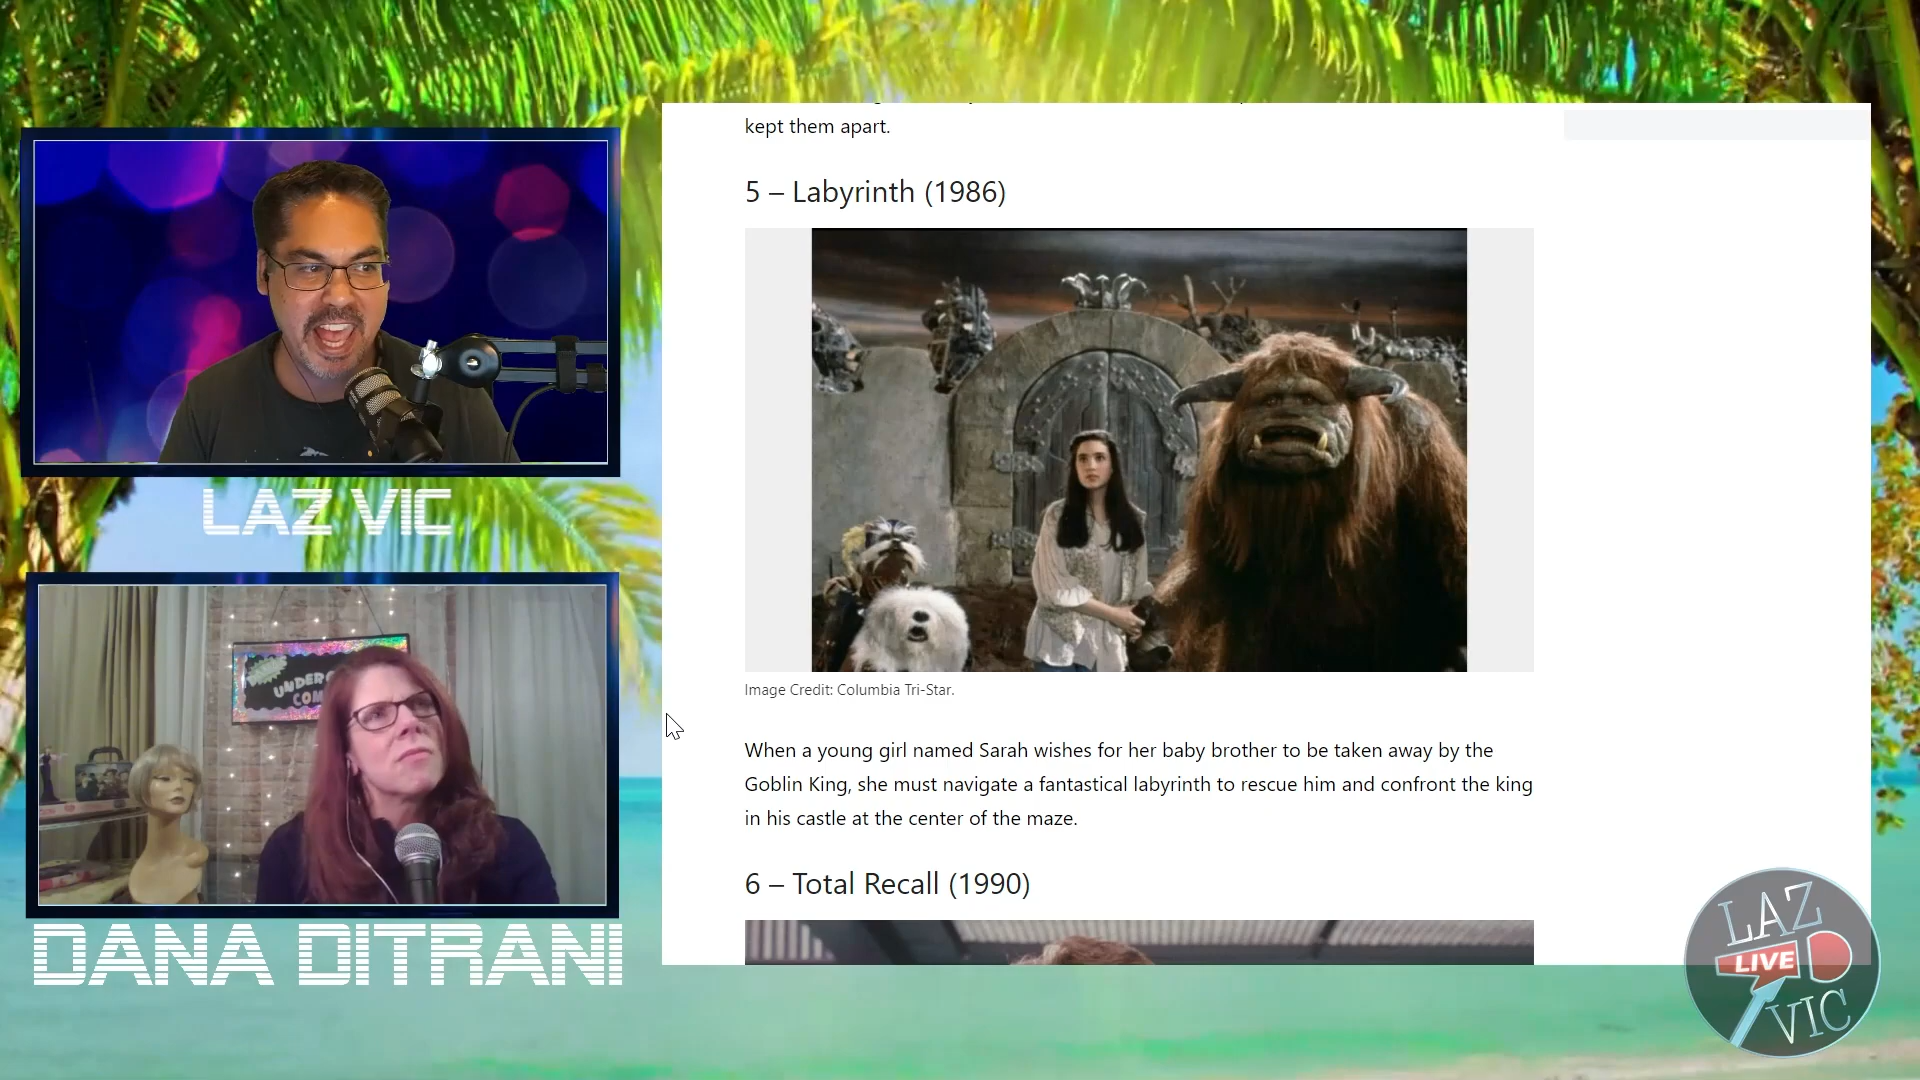 kept them apart.
5 – Labyrinth (1986)
Image Credit: Columbia Tri-Star.
When a young girl named Sarah wishes for her baby brother to be taken away by the
Goblin King, she must navigate a fantastical labyrinth to rescue him and confront the king
in his castle at the center of the maze.
6 – Total Recall (1990)
LAZ VIC
DANA DITRANI
LAZ
LIVE
VIC